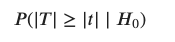 P(|T| ≥ |t| | H₀)